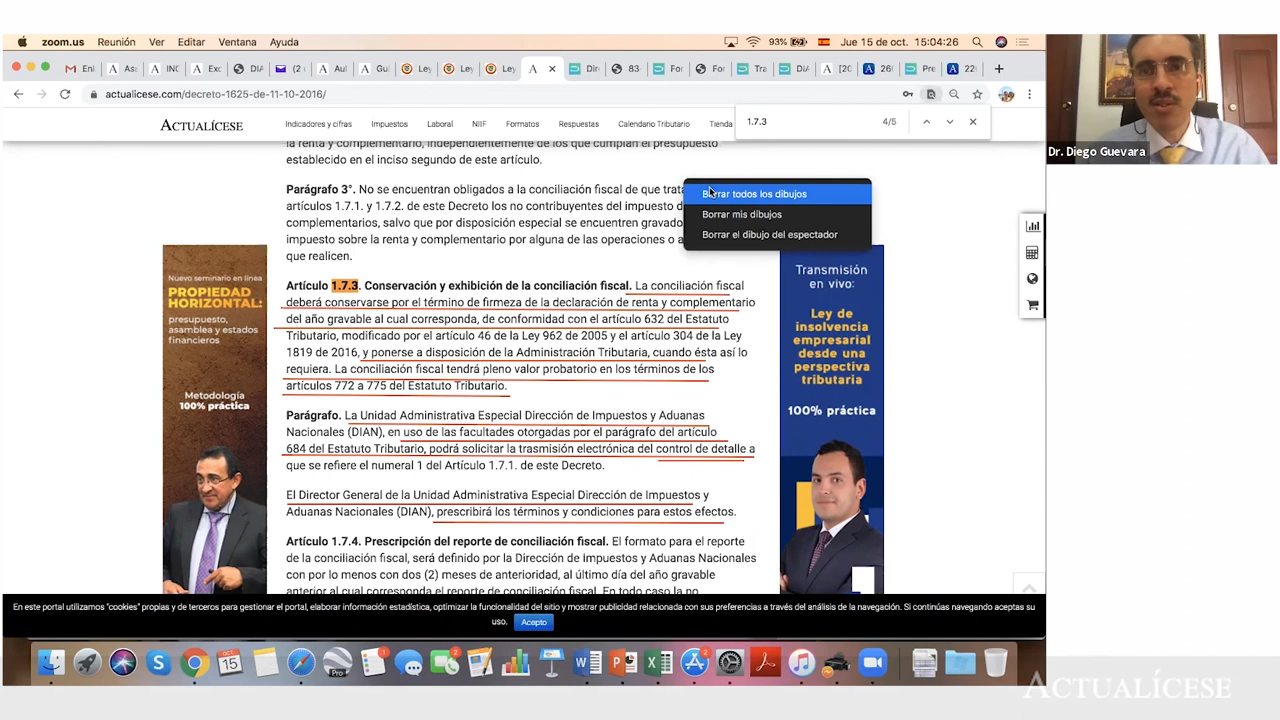 zoom.us Reunión Ver Editar Ventana Ayuda 93% Jue 15 de oct. 15:04:26
actualicese.com/decreto-1625-de-11-10-2016/
1.7.3 4/5
ACTUALÍCESE Indicadores y cifras Impuestos Laboral NIIF Formatos Respuestas Calendario Tributario Tienda
Dr. Diego Guevara
la renta y complementario, independientemente de los que cumplan el presupuesto
establecido en el inciso segundo de este artículo.
Parágrafo 3°. No se encuentran obligados a la conciliación fiscal de que trata
artículos 1.7.1. y 1.7.2. de este Decreto los no contribuyentes del impuesto d
complementarios, salvo que por disposición especial se encuentren gravado
impuesto sobre la renta y complementario por alguna de las operaciones o a
que realicen.
Borrar todos los dibujos
Borrar mis dibujos
Borrar el dibujo del espectador
Artículo 1.7.3. Conservación y exhibición de la conciliación fiscal. La conciliación fiscal
deberá conservarse por el término de firmeza de la declaración de renta y complementario
del año gravable al cual corresponda, de conformidad con el artículo 632 del Estatuto
Tributario, modificado por el artículo 46 de la Ley 962 de 2005 y el artículo 304 de la Ley
1819 de 2016, y ponerse a disposición de la Administración Tributaria, cuando ésta así lo
requiera. La conciliación fiscal tendrá pleno valor probatorio en los términos de los
artículos 772 a 775 del Estatuto Tributario.
Parágrafo. La Unidad Administrativa Especial Dirección de Impuestos y Aduanas
Nacionales (DIAN), en uso de las facultades otorgadas por el parágrafo del artículo
684 del Estatuto Tributario, podrá solicitar la trasmisión electrónica del control de detalle a
que se refiere el numeral 1 del Artículo 1.7.1. de este Decreto.
El Director General de la Unidad Administrativa Especial Dirección de Impuestos y
Aduanas Nacionales (DIAN), prescribirá los términos y condiciones para estos efectos.
Artículo 1.7.4. Prescripción del reporte de conciliación fiscal. El formato para el reporte
de la conciliación fiscal, será definido por la Dirección de Impuestos y Aduanas Nacionales
con por lo menos con dos (2) meses de anterioridad, al último día del año gravable
anterior al cual corresponda el reporte de conciliación fiscal. En todo caso la no
Nuevo seminario en línea
PROPIEDAD
HORIZONTAL:
presupuesto,
asamblea y estados
financieros
Metodología
100% práctica
Transmisión
en vivo:
Ley de
insolvencia
empresarial
desde una
perspectiva
tributaria
100% práctica
En este portal utilizamos "cookies" propias y de terceros para gestionar el portal, elaborar información estadística, optimizar la funcionalidad del sitio y mostrar publicidad relacionada con sus preferencias a través del análisis de la navegación. Si continúas navegando aceptas su
uso. Acepto
ACTUALÍCESE